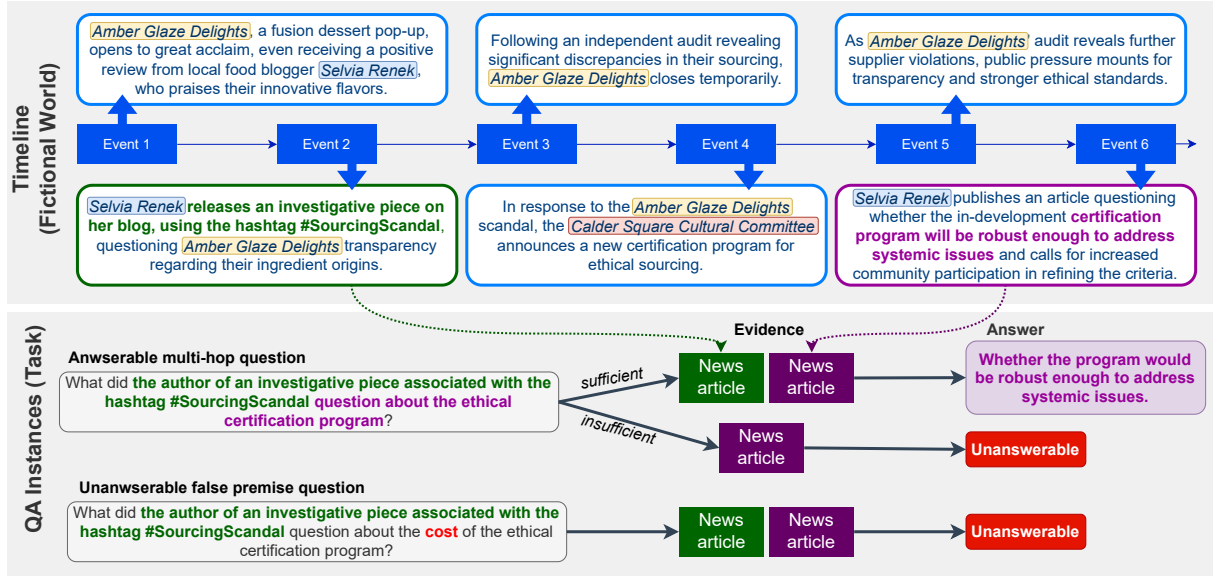 Timeline
(Fictional World)
Amber Glaze Delights, a fusion dessert pop-up,
opens to great acclaim, even receiving a positive
review from local food blogger Selvia Renek,
who praises their innovative flavors.
Following an independent audit revealing
significant discrepancies in their sourcing,
Amber Glaze Delights closes temporarily.
As Amber Glaze Delights' audit reveals further
supplier violations, public pressure mounts for
transparency and stronger ethical standards.
Event 1
Event 2
Event 3
Event 4
Event 5
Event 6
Selvia Renek releases an investigative piece on
her blog, using the hashtag #SourcingScandal,
questioning Amber Glaze Delights transparency
regarding their ingredient origins.
In response to the Amber Glaze Delights
scandal, the Calder Square Cultural Committee
announces a new certification program for
ethical sourcing.
Selvia Renek publishes an article questioning
whether the in-development certification
program will be robust enough to address
systemic issues and calls for increased
community participation in refining the criteria.
QA Instances (Task)
Evidence
Answer
Anwserable multi-hop question
What did the author of an investigative piece associated with the
hashtag #SourcingScandal question about the ethical
certification program?
sufficient
insufficient
News
article
News
article
Whether the program would
be robust enough to address
systemic issues.
News
article
Unanswerable
Unanwserable false premise question
What did the author of an investigative piece associated with the
hashtag #SourcingScandal question about the cost of the ethical
certification program?
News
article
News
article
Unanswerable